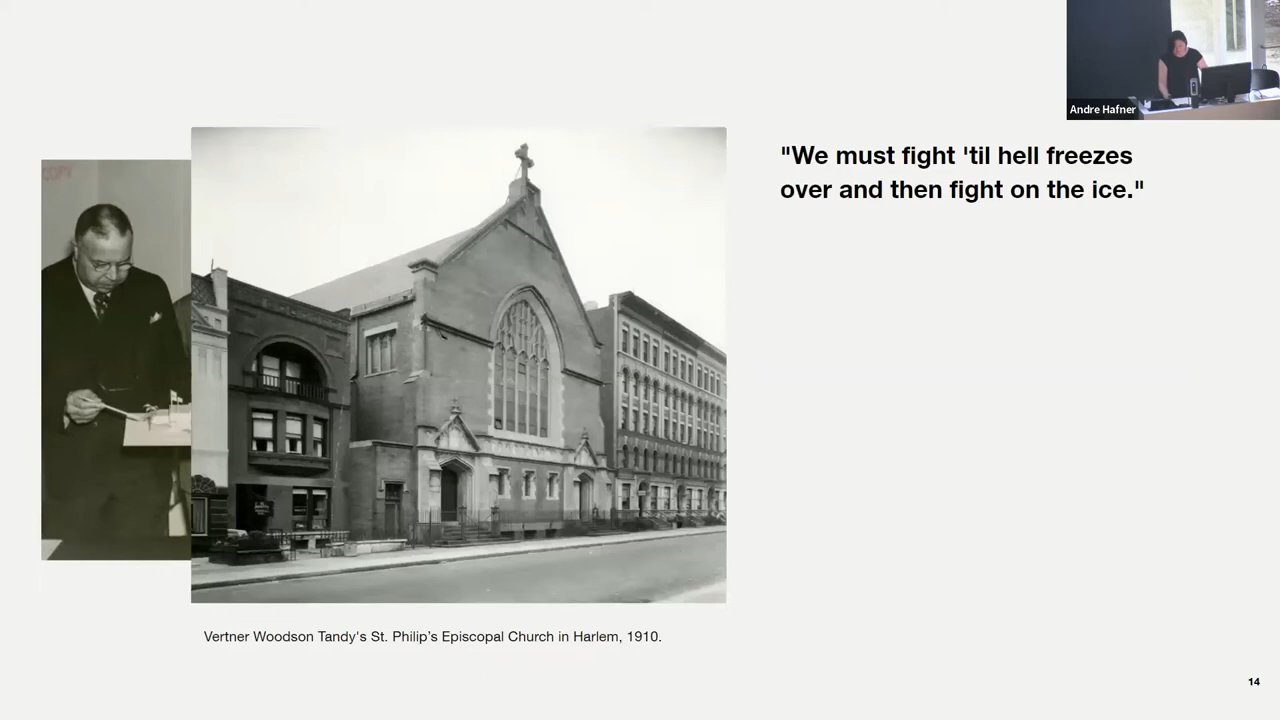 COPY
Andre Hafner
"We must fight 'til hell freezes
over and then fight on the ice."
Vertner Woodson Tandy's St. Philip’s Episcopal Church in Harlem, 1910.
14